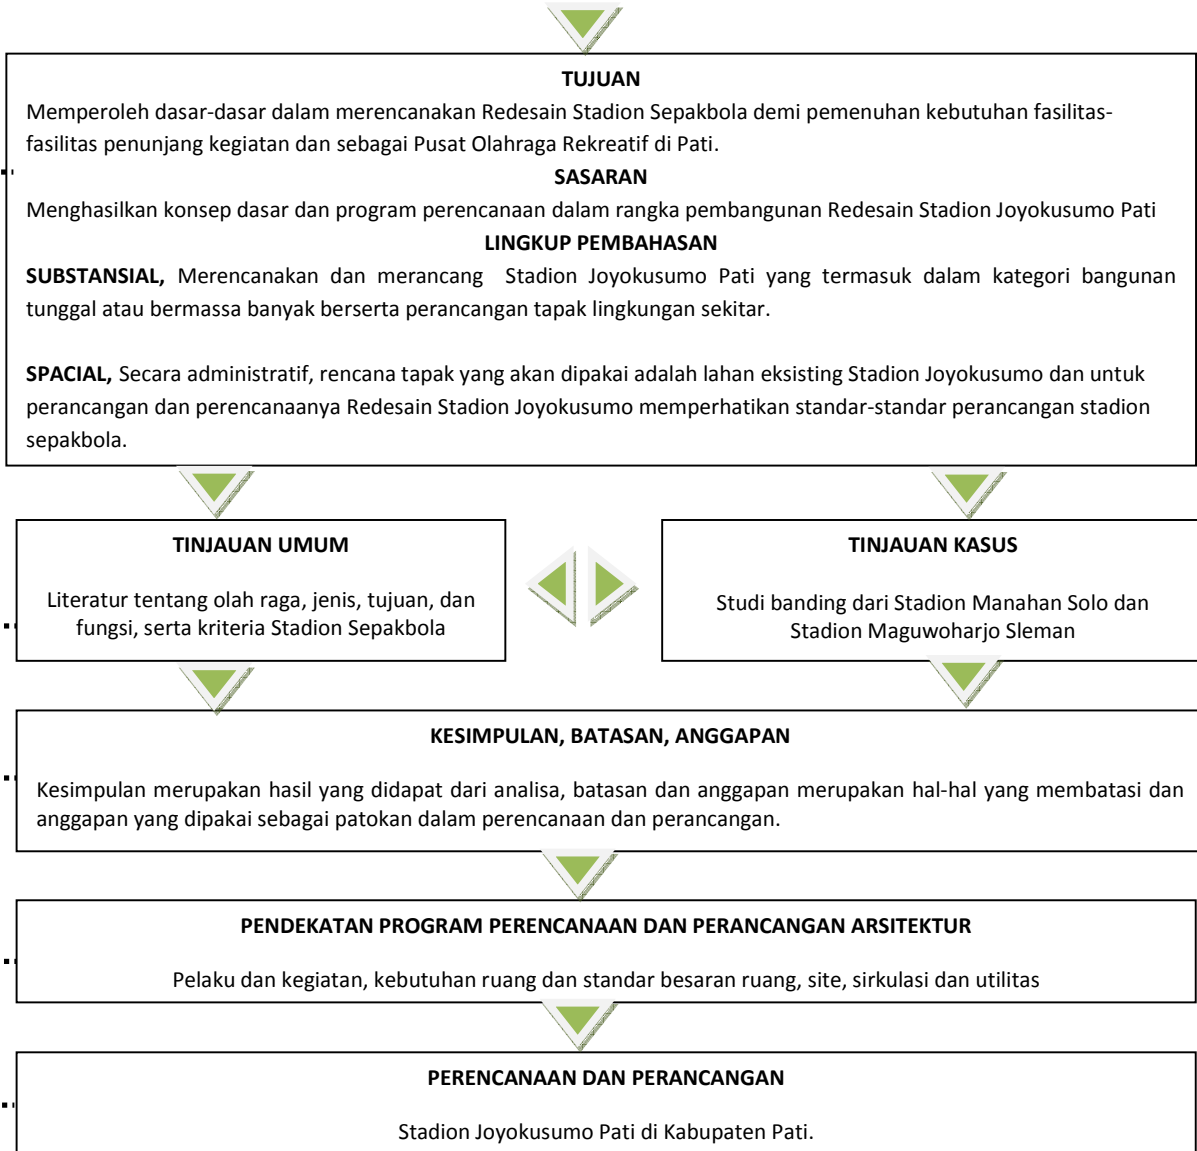 TUJUAN
Memperoleh dasar-dasar dalam merencanakan Redesain Stadion Sepakbola demi pemenuhan kebutuhan fasilitas-
fasilitas penunjang kegiatan dan sebagai Pusat Olahraga Rekreatif di Pati.
SASARAN
Menghasilkan konsep dasar dan program perencanaan dalam rangka pembangunan Redesain Stadion Joyokusumo Pati
LINGKUP PEMBAHASAN
SUBSTANSIAL, Merencanakan dan merancang Stadion Joyokusumo Pati yang termasuk dalam kategori bangunan
tunggal atau bermassa banyak berserta perancangan tapak lingkungan sekitar.
SPACIAL, Secara administratif, rencana tapak yang akan dipakai adalah lahan eksisting Stadion Joyokusumo dan untuk
perancangan dan perencanaanya Redesain Stadion Joyokusumo memperhatikan standar-standar perancangan stadion
sepakbola.
TINJAUAN UMUM
Literatur tentang olah raga, jenis, tujuan, dan
fungsi, serta kriteria Stadion Sepakbola
TINJAUAN KASUS
Studi banding dari Stadion Manahan Solo dan
Stadion Maguwoharjo Sleman
KESIMPULAN, BATASAN, ANGGAPAN
Kesimpulan merupakan hasil yang didapat dari analisa, batasan dan anggapan merupakan hal-hal yang membatasi dan
anggapan yang dipakai sebagai patokan dalam perencanaan dan perancangan.
PENDEKATAN PROGRAM PERENCANAAN DAN PERANCANGAN ARSITEKTUR
Pelaku dan kegiatan, kebutuhan ruang dan standar besaran ruang, site, sirkulasi dan utilitas
PERENCANAAN DAN PERANCANGAN
Stadion Joyokusumo Pati di Kabupaten Pati.